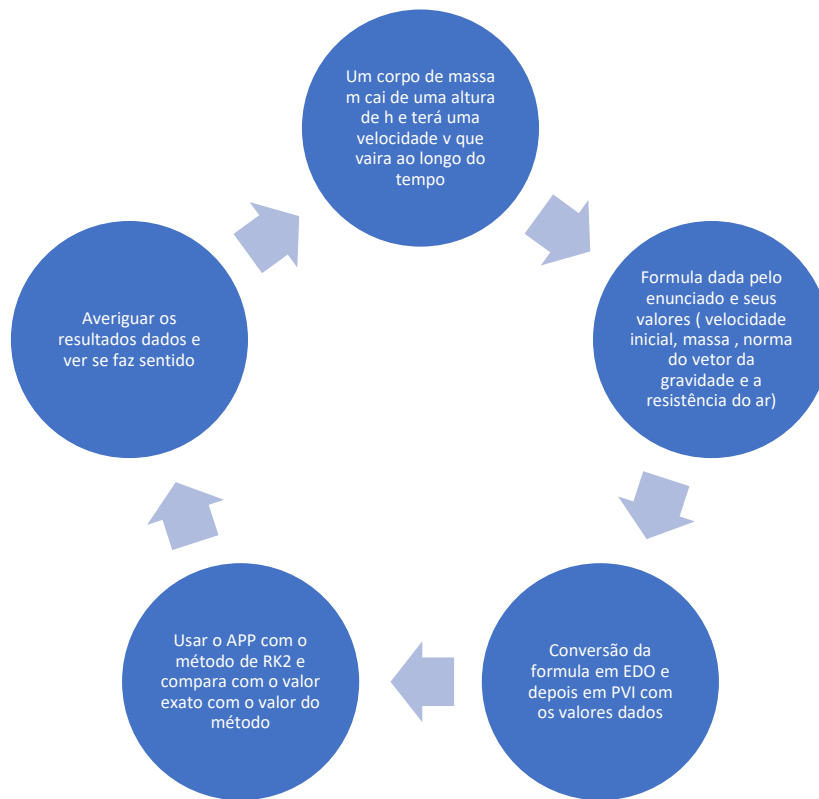 Um corpo de massa
m cai de uma altura
de h e terá uma
velocidade v que
vaira ao longo do
tempo
Formula dada pelo
enunciado e seus
valores ( velocidade
inicial, massa , norma
do vetor da
gravidade e a
resistência do ar)
Conversão da
formula em EDO e
depois em PVI com
os valores dados
Usar o APP com o
método de RK2 e
compara com o valor
exato com o valor do
método
Averiguar os
resultados dados e
ver se faz sentido